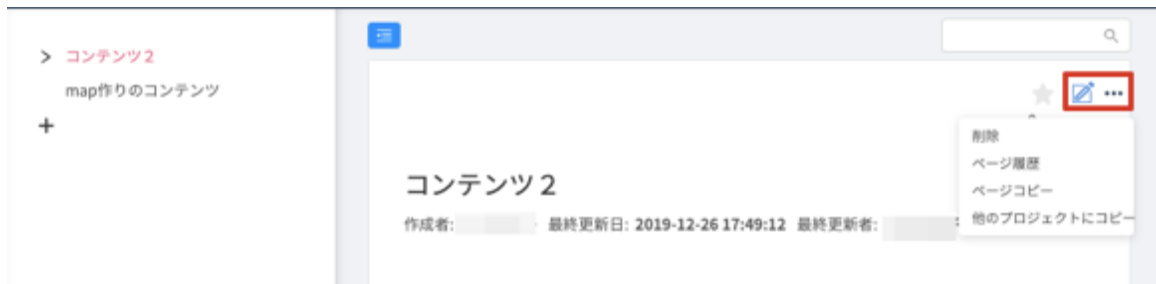 コンテンツ2
map作りのコンテンツ
削除
ページ履歴
ページコピー
他のプロジェクトにコピー
コンテンツ2
作成者: 最終更新日: 2019-12-26 17:49:12 最終更新者: